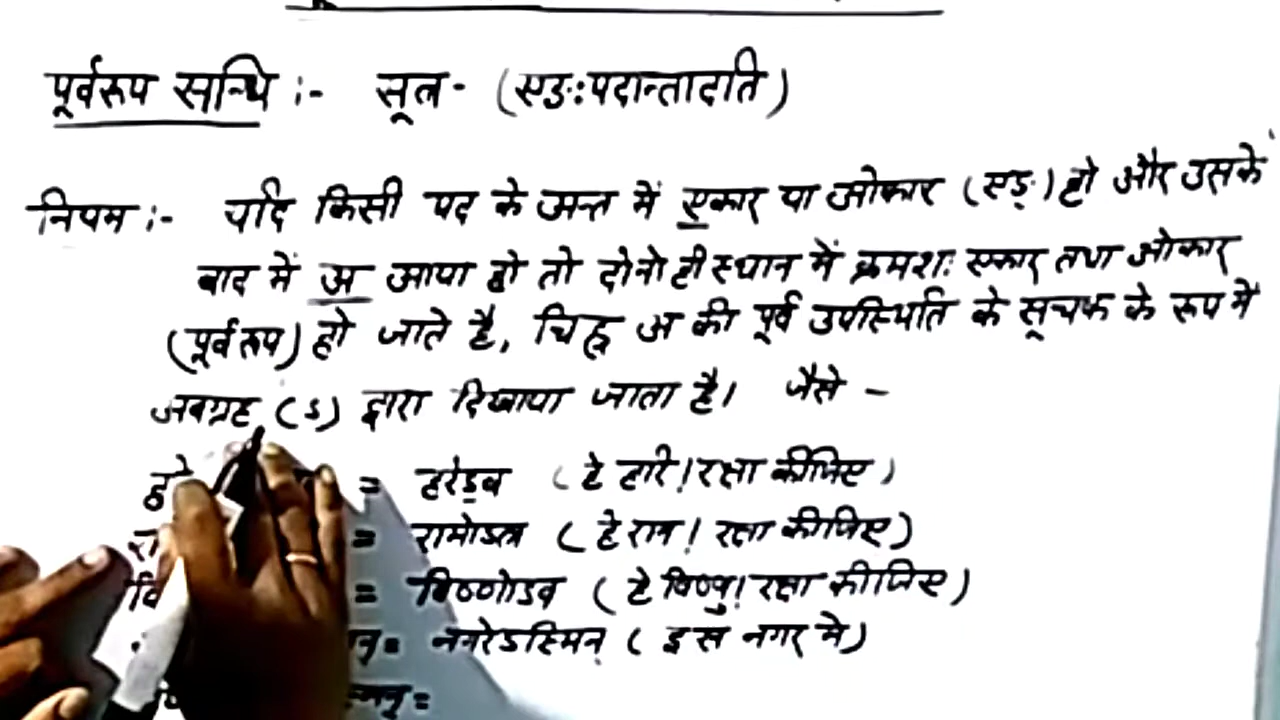 पूर्वरूप सन्धि :- सूत्र - (एङः पदान्तादति)
नियम :- यदि किसी पद के अन्त में एकार या ओकार (एङ्) हो और उसके
बाद में अ आया हो तो दोनो ही स्थान में क्रमशः एकार तथा ओकार
(पूर्वरूप) हो जाते है, चिह्न अ की पूर्व उपस्थिति के सूचक के रूप में
अवग्रह (ऽ) द्वारा दिखाया जाता है। जैसे -
= हरेऽव (हे हरि! रक्षा कीजिए)
= रामोऽत्र (हे राम! रक्षा कीजिए)
= विष्णोऽव (हे विष्णु! रक्षा कीजिए)
= नगरेऽस्मिन् (इस नगर मे)
=